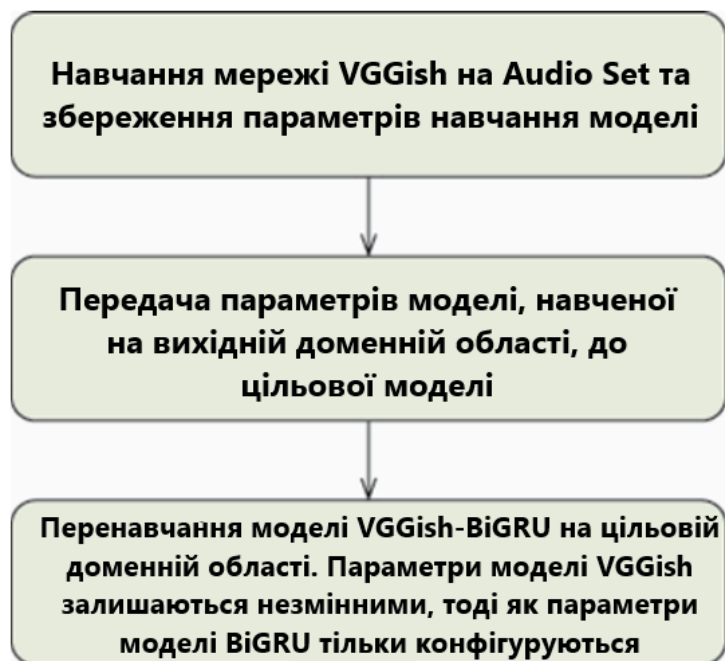 Навчання мережі VGGish на Audio Set та
збереження параметрів навчання моделі
Передача параметрів моделі, навченої
на вихідній доменній області, до
цільової моделі
Перенавчання моделі VGGish-BiGRU на цільовій
доменній області. Параметри моделі VGGish
залишаються незмінними, тоді як параметри
моделі BiGRU тільки конфігуруються